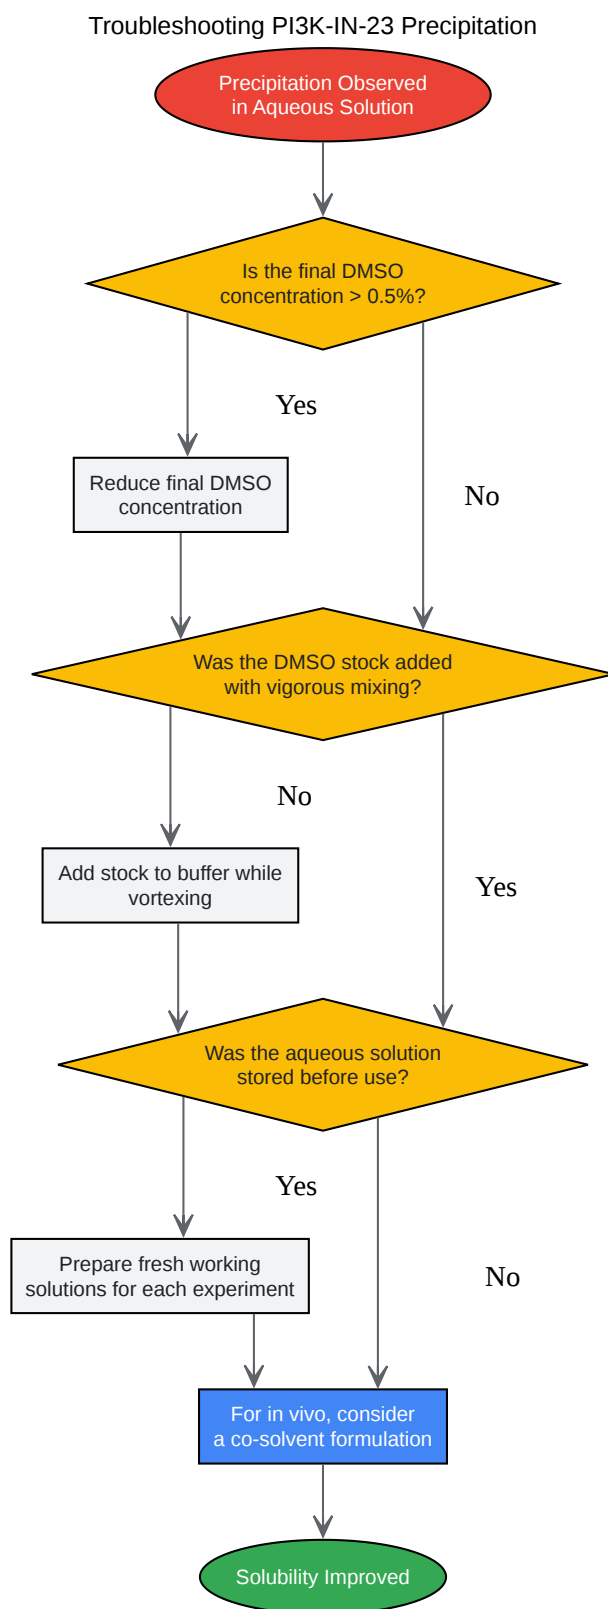 Troubleshooting PI3K-IN-23 Precipitation
Precipitation Observed
in Aqueous Solution
Is the final DMSO
concentration > 0.5%?
Yes
Reduce final DMSO
concentration
No
Was the DMSO stock added
with vigorous mixing?
No
Add stock to buffer while
vortexing
Yes
Was the aqueous solution
stored before use?
Yes
Prepare fresh working
solutions for each experiment
No
For in vivo, consider
a co-solvent formulation
Solubility Improved